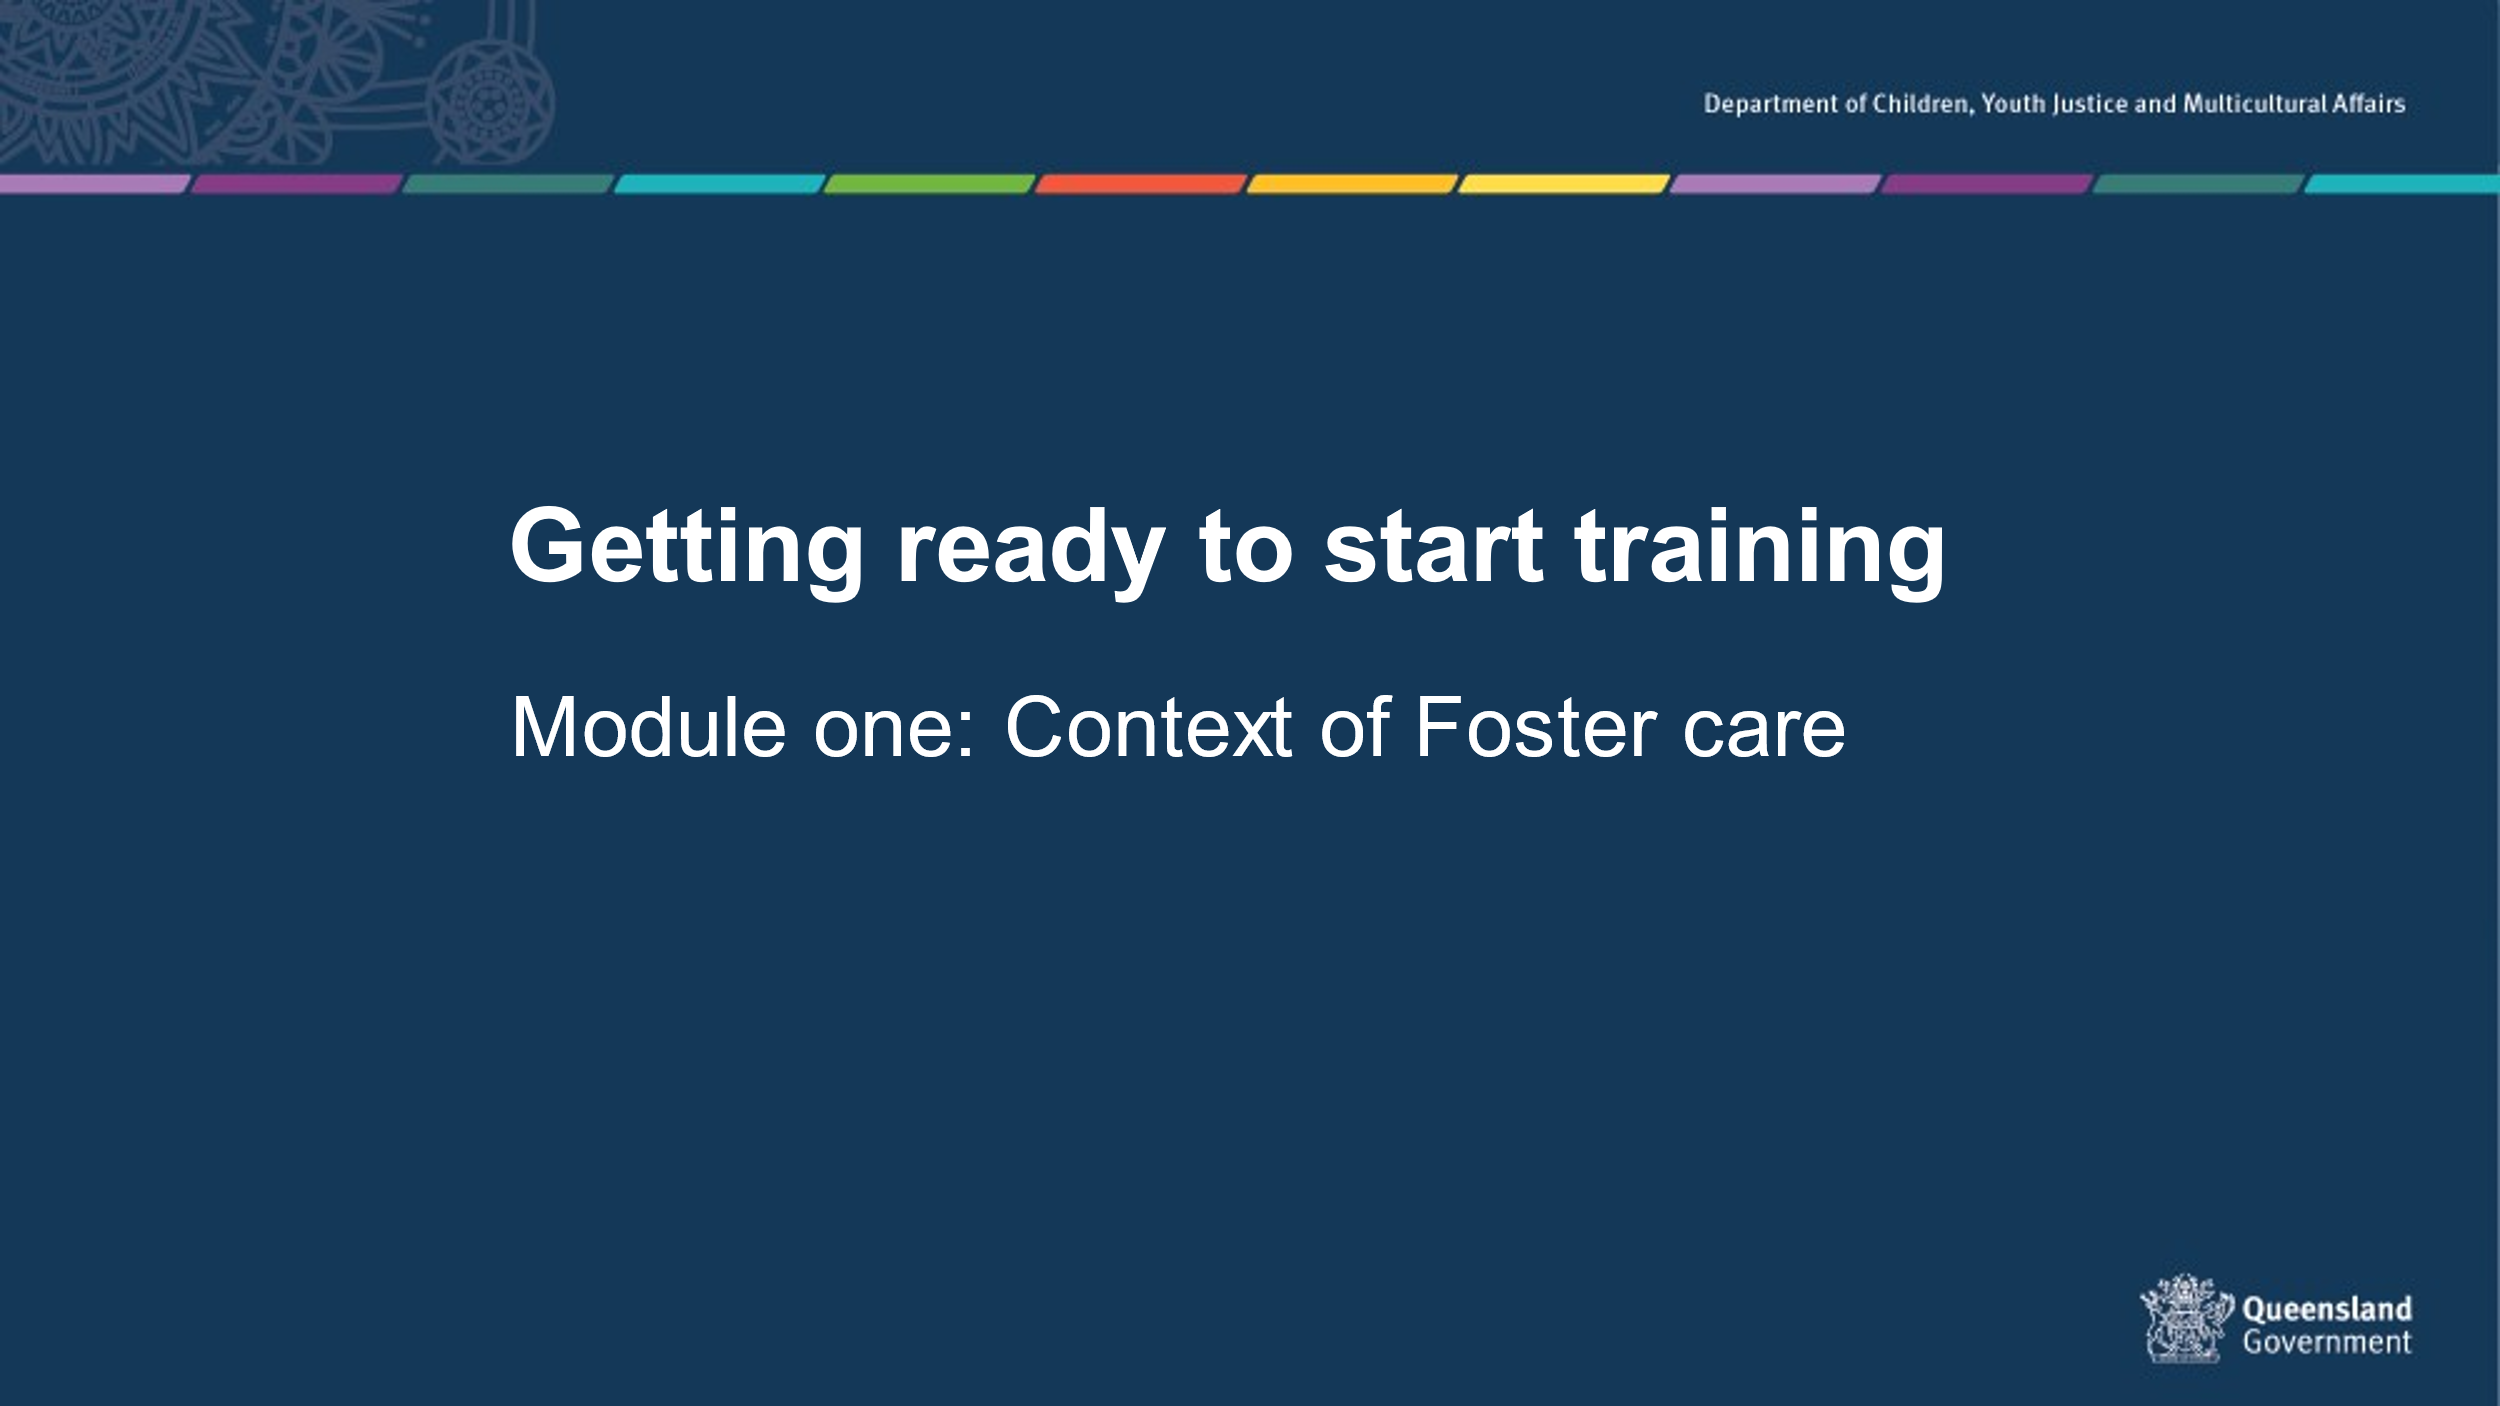 Department of Children, Youth Justice and Multicultural Affairs
Getting ready to start training
Module one: Context of Foster care
Queensland
Government